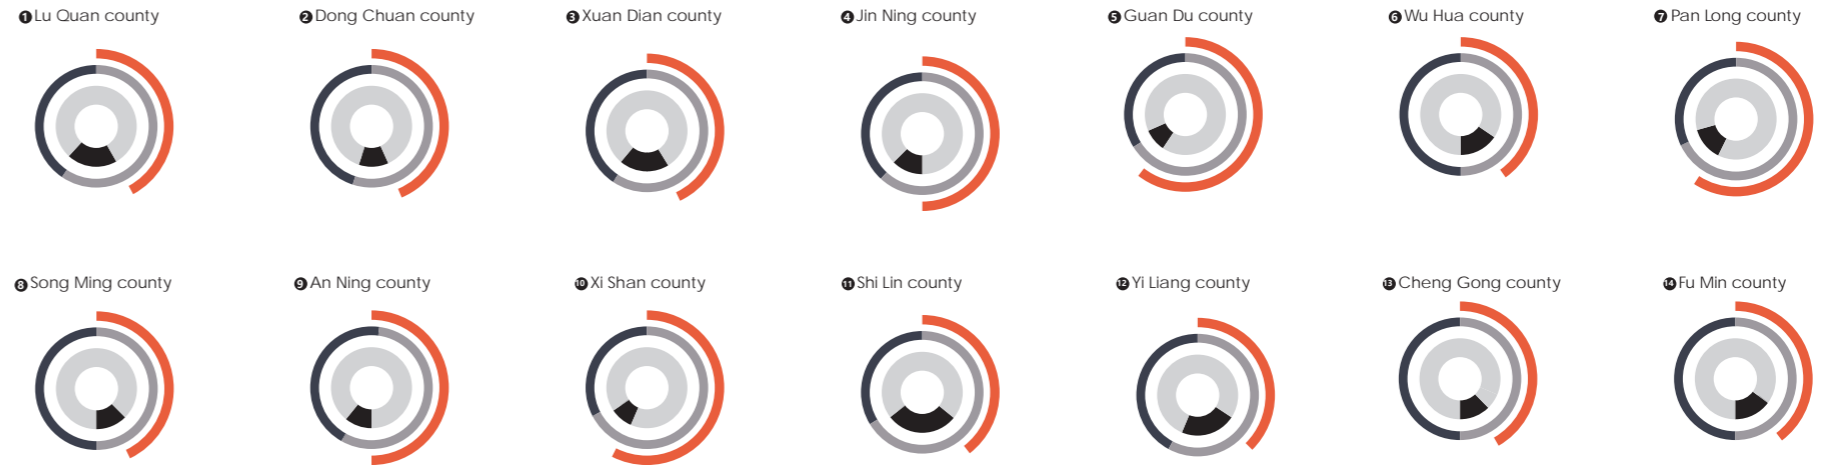 1 Lu Quan county
2 Dong Chuan county
3 Xuan Dian county
4 Jin Ning county
5 Guan Du county
6 Wu Hua county
7 Pan Long county
8 Song Ming county
9 An Ning county
10 Xi Shan county
11 Shi Lin county
12 Yi Liang county
13 Cheng Gong county
14 Fu Min county